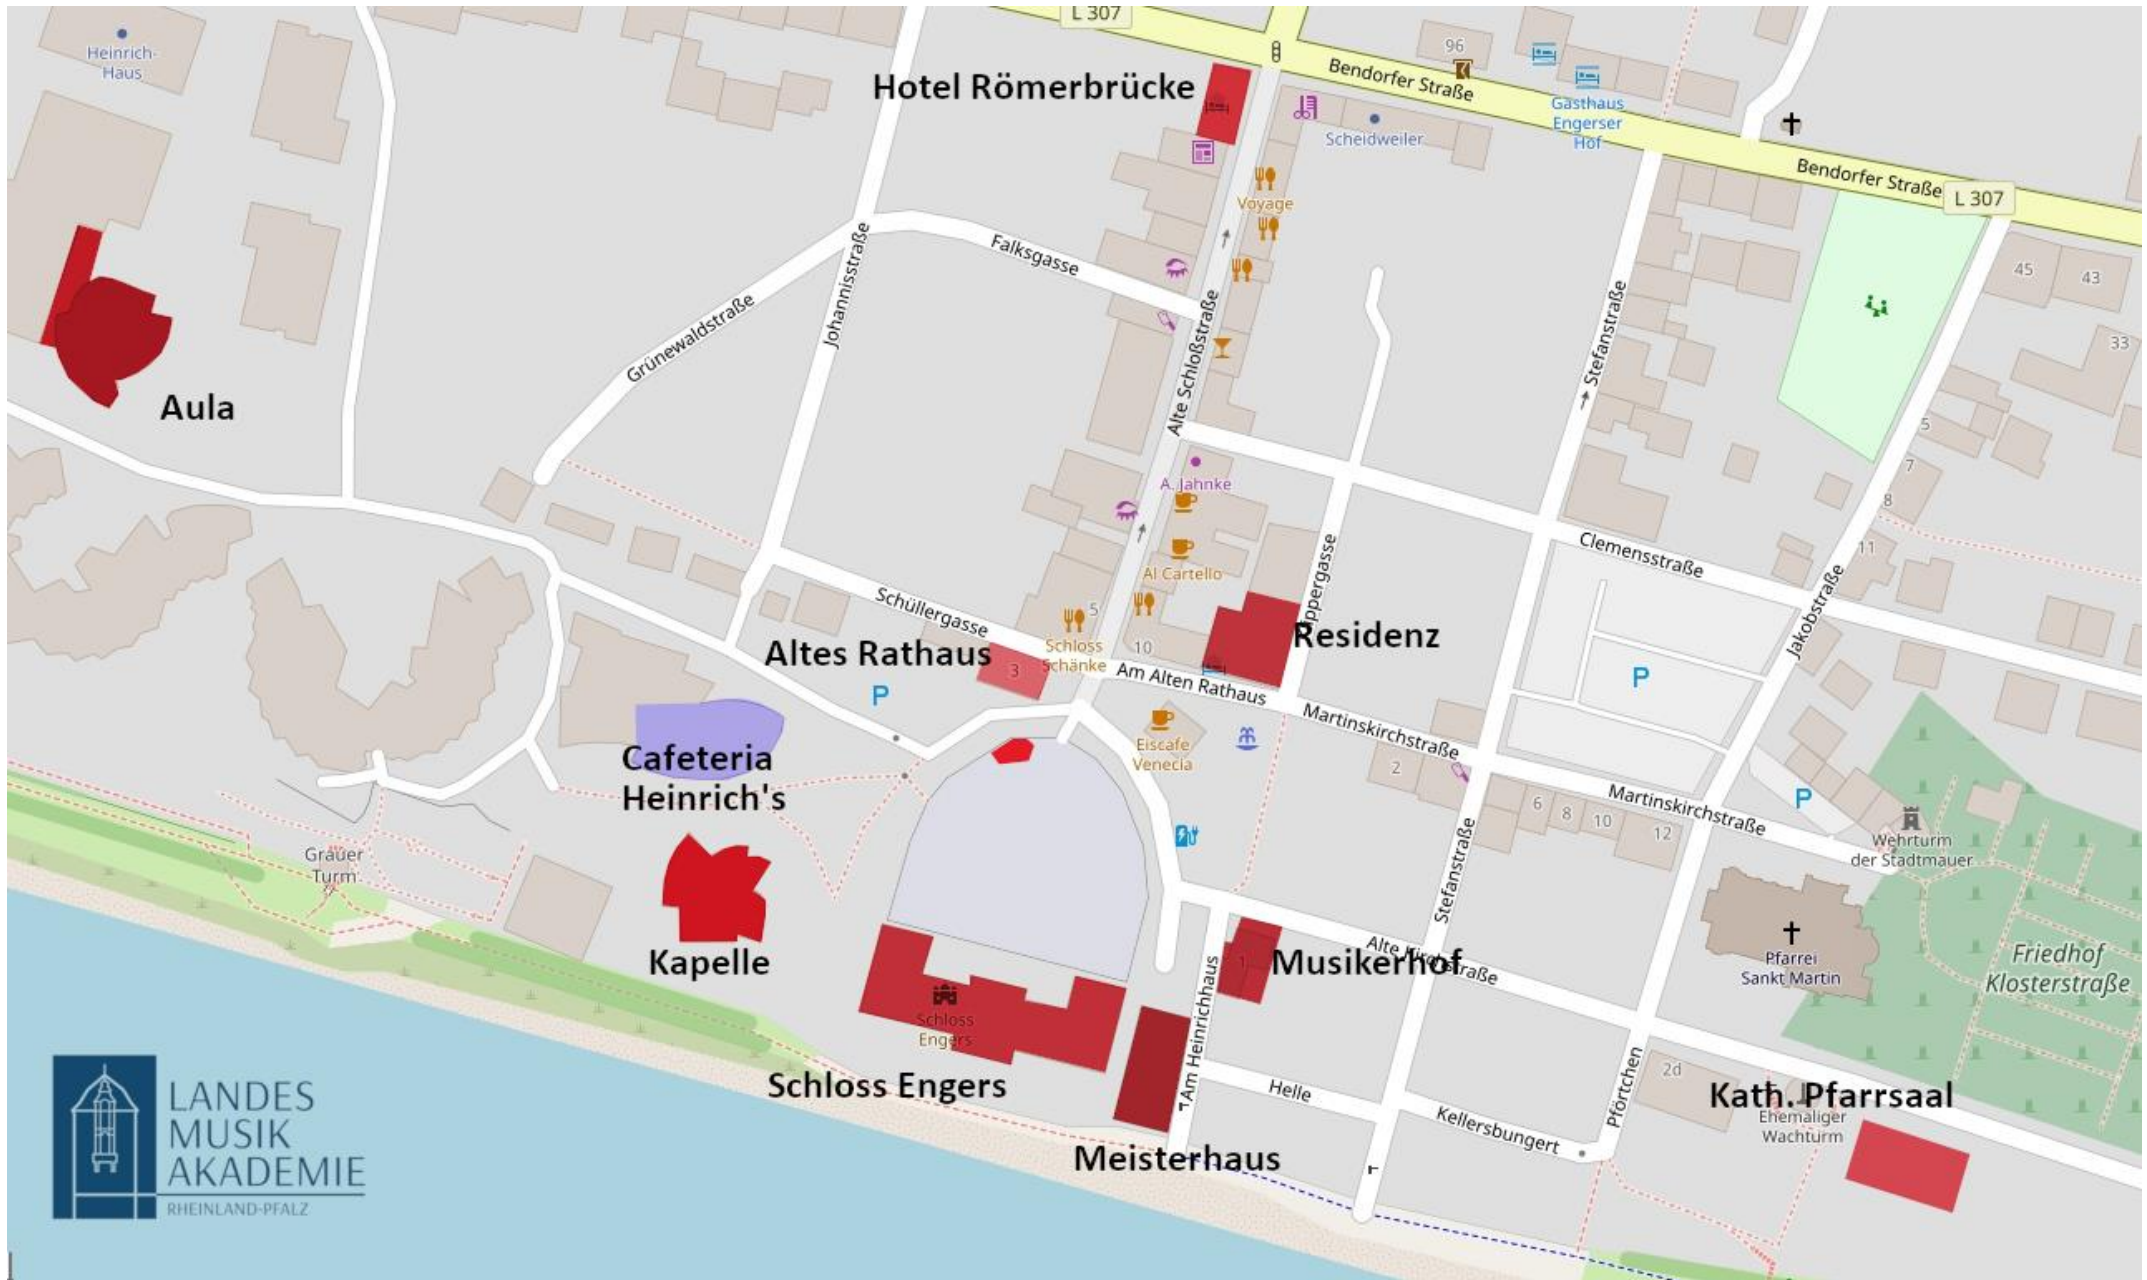 L 307
Heinrich-
Haus
Hotel Römerbrücke
Bendorfer Straße
96
Gasthaus
Engerser
Hof
Scheidweiler
Bendorfer Straße
L 307
Voyage
Falksgasse
Johannisstraße
Grünewaldstraße
Alte Schloßstraße
Stefanstraße
45
43
33
Aula
5
7
8
11
A. Jahnke
Al Cartello
Clemensstraße
Jakobstraße
Schüllergasse
5
10
Schloss
Schänke
Altes Rathaus
3
Residenz
ippergasse
Am Alten Rathaus
Martinskirchstraße
P
P
P
Cafeteria
Heinrich's
Eiscafe
Venecia
2
6
8
10
12
Martinskirchstraße
Wehrturm
der Stadtmauer
Grauer
Turm
Stefanstraße
Kapelle
Musikerhof
1
Alte Kirchstraße
Pfarrei
Sankt Martin
Friedhof
Klosterstraße
Schloss
Engers
Am Heinrichhaus
Schloss Engers
Helle
Kellersbungert
Pförtchen
2d
Kath. Pfarrsaal
Ehemaliger
Wachturm
Meisterhaus
LANDES
MUSIK
AKADEMIE
RHEINLAND-PFALZ